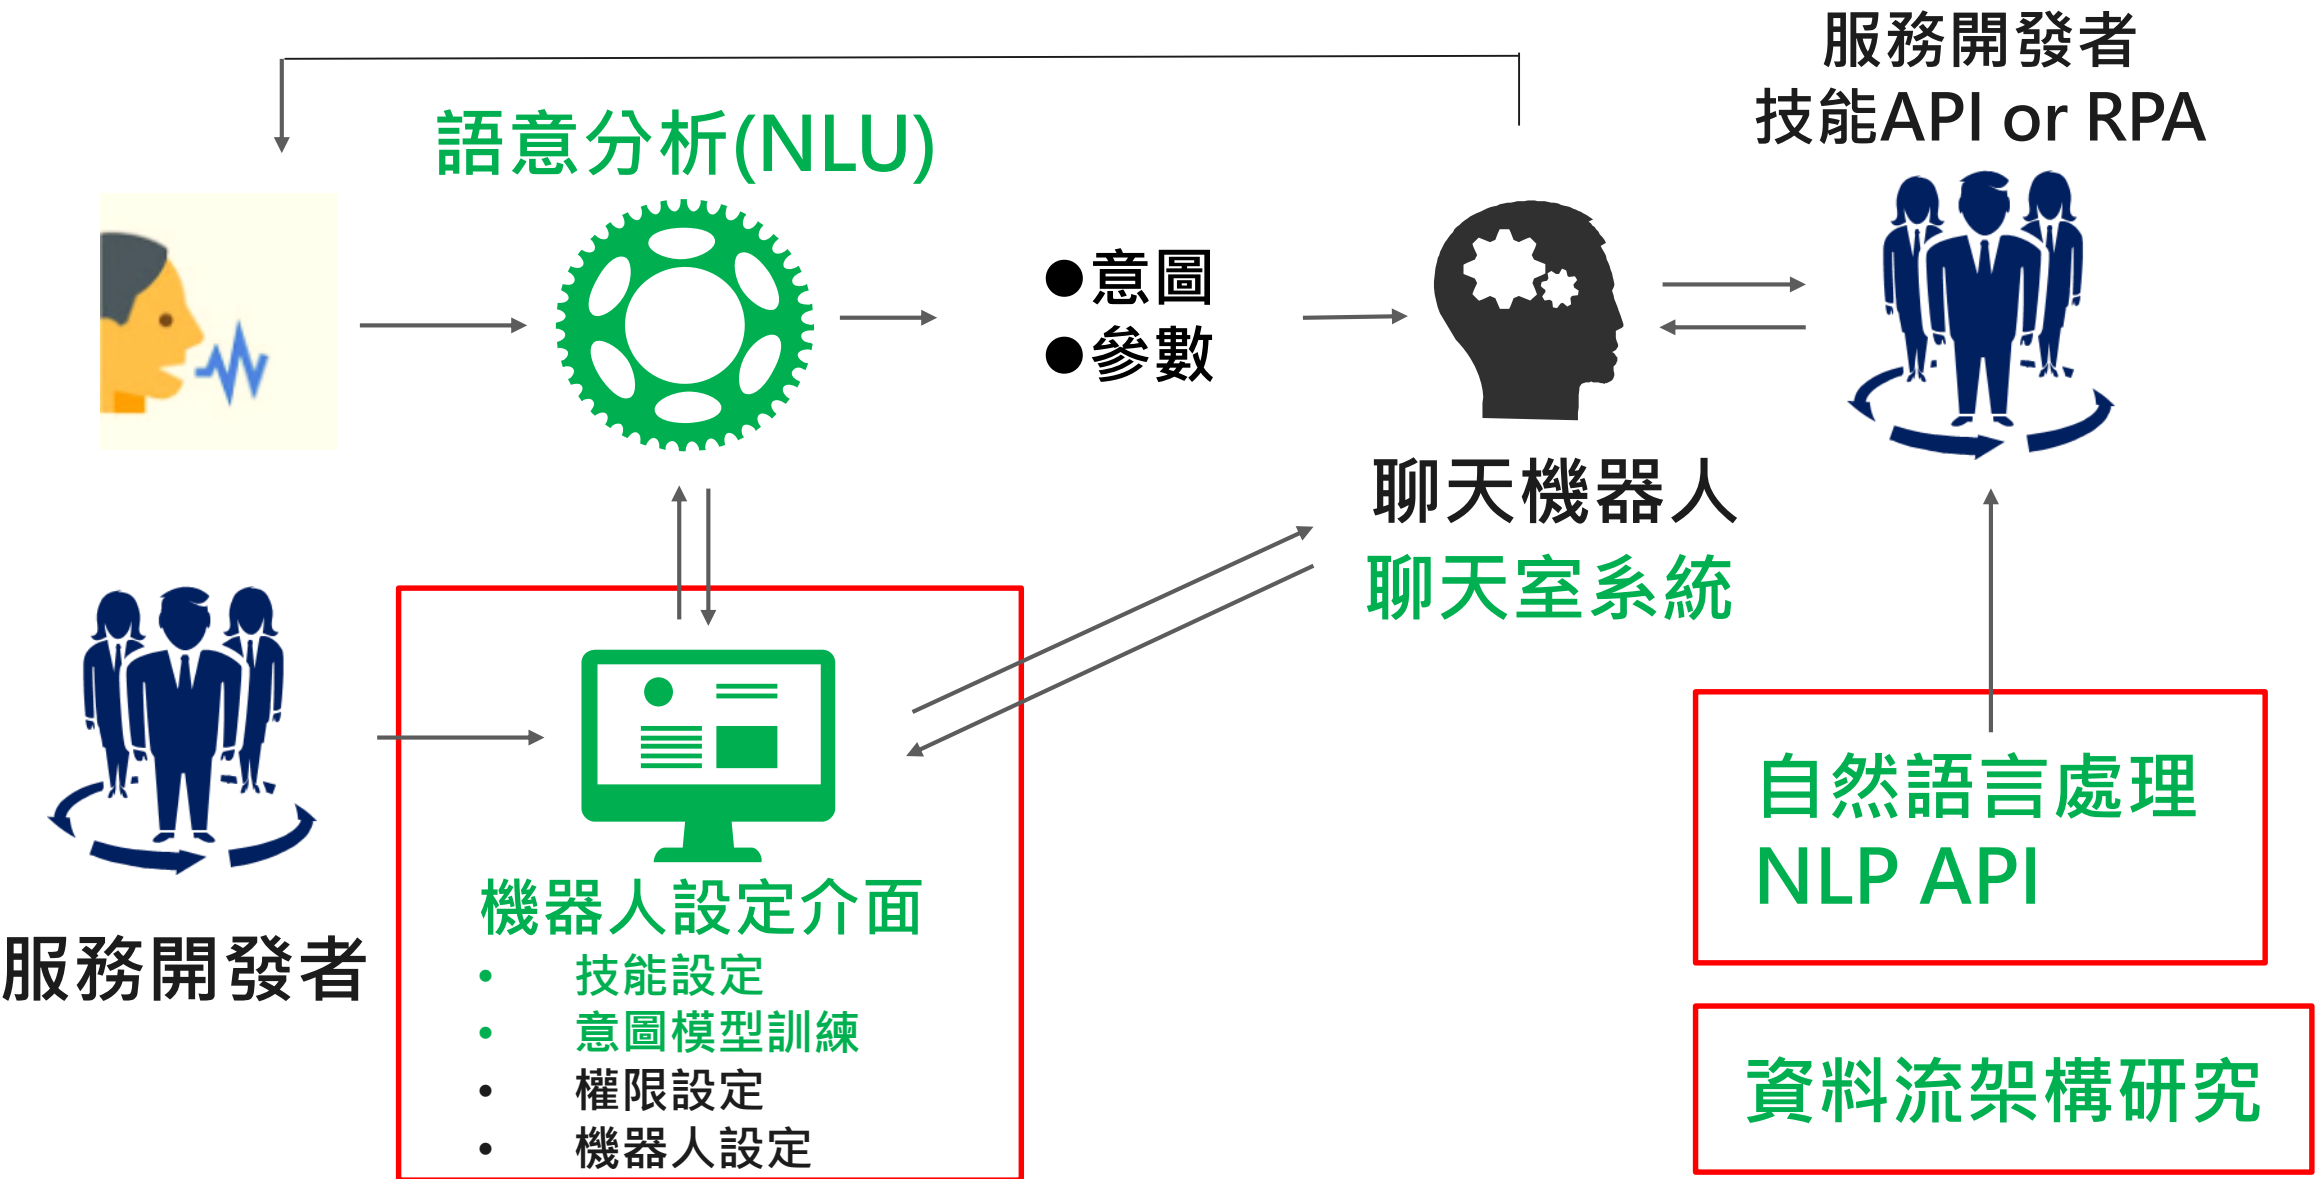 服務開發者
技能API or RPA
語意分析(NLU)
●意圖
●參數
聊天機器人
聊天室系統
服務開發者
機器人設定介面
• 技能設定
• 意圖模型訓練
• 權限設定
• 機器人設定
自然語言處理
NLP API
資料流架構研究